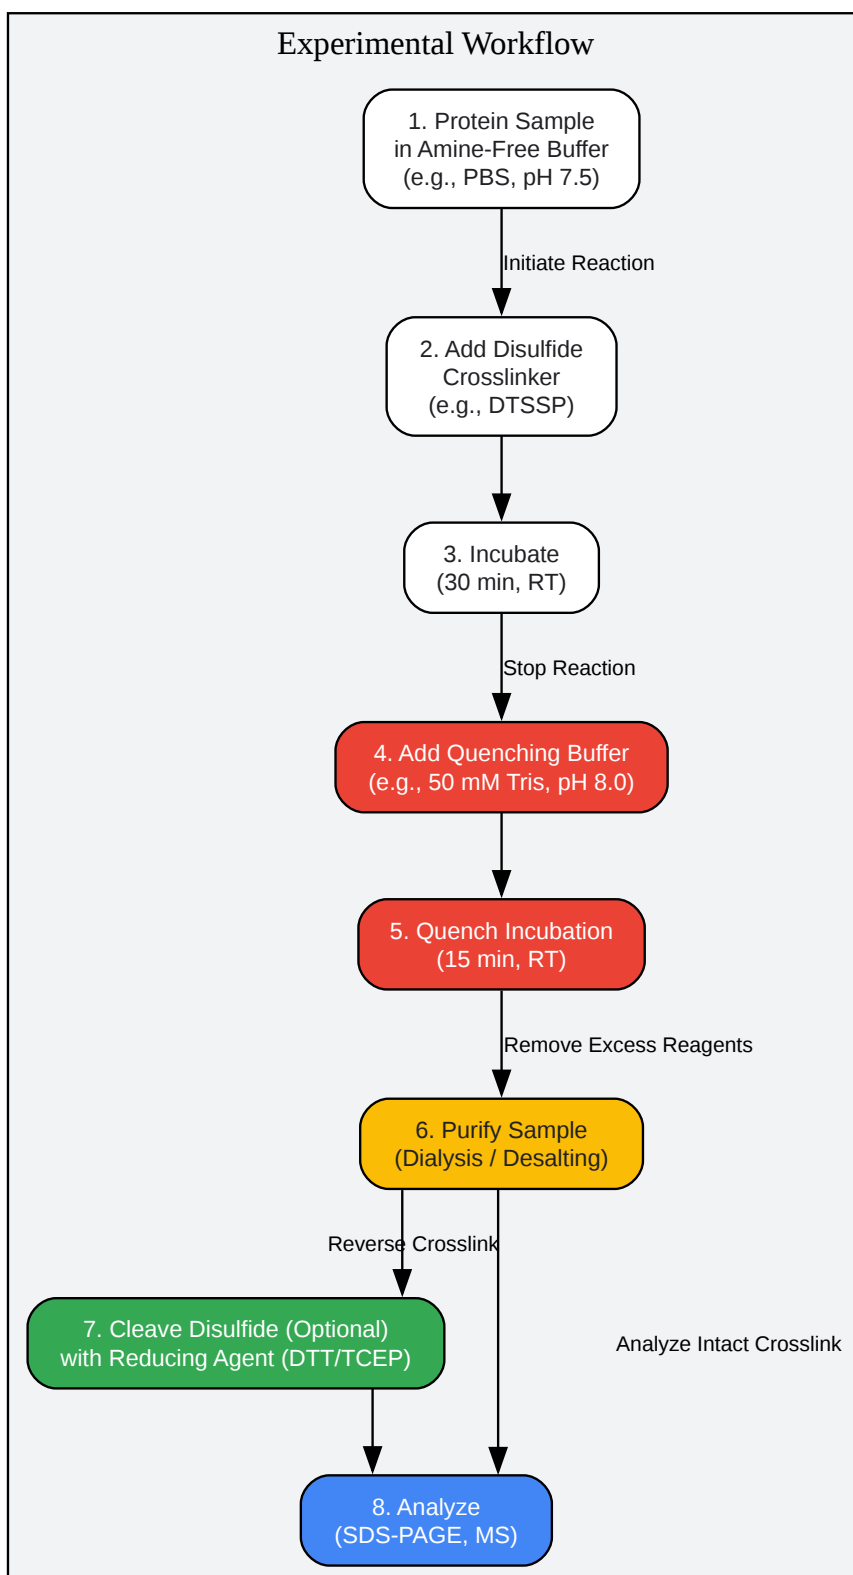 Experimental Workflow
1. Protein Sample
in Amine-Free Buffer
(e.g., PBS, pH 7.5)
Initiate Reaction
2. Add Disulfide
Crosslinker
(e.g., DTSSP)
3. Incubate
(30 min, RT)
Stop Reaction
4. Add Quenching Buffer
(e.g., 50 mM Tris, pH 8.0)
5. Quench Incubation
(15 min, RT)
Remove Excess Reagents
6. Purify Sample
(Dialysis / Desalting)
Reverse Crosslink
7. Cleave Disulfide (Optional)
with Reducing Agent (DTT/TCEP)
Analyze Intact Crosslink
8. Analyze
(SDS-PAGE, MS)